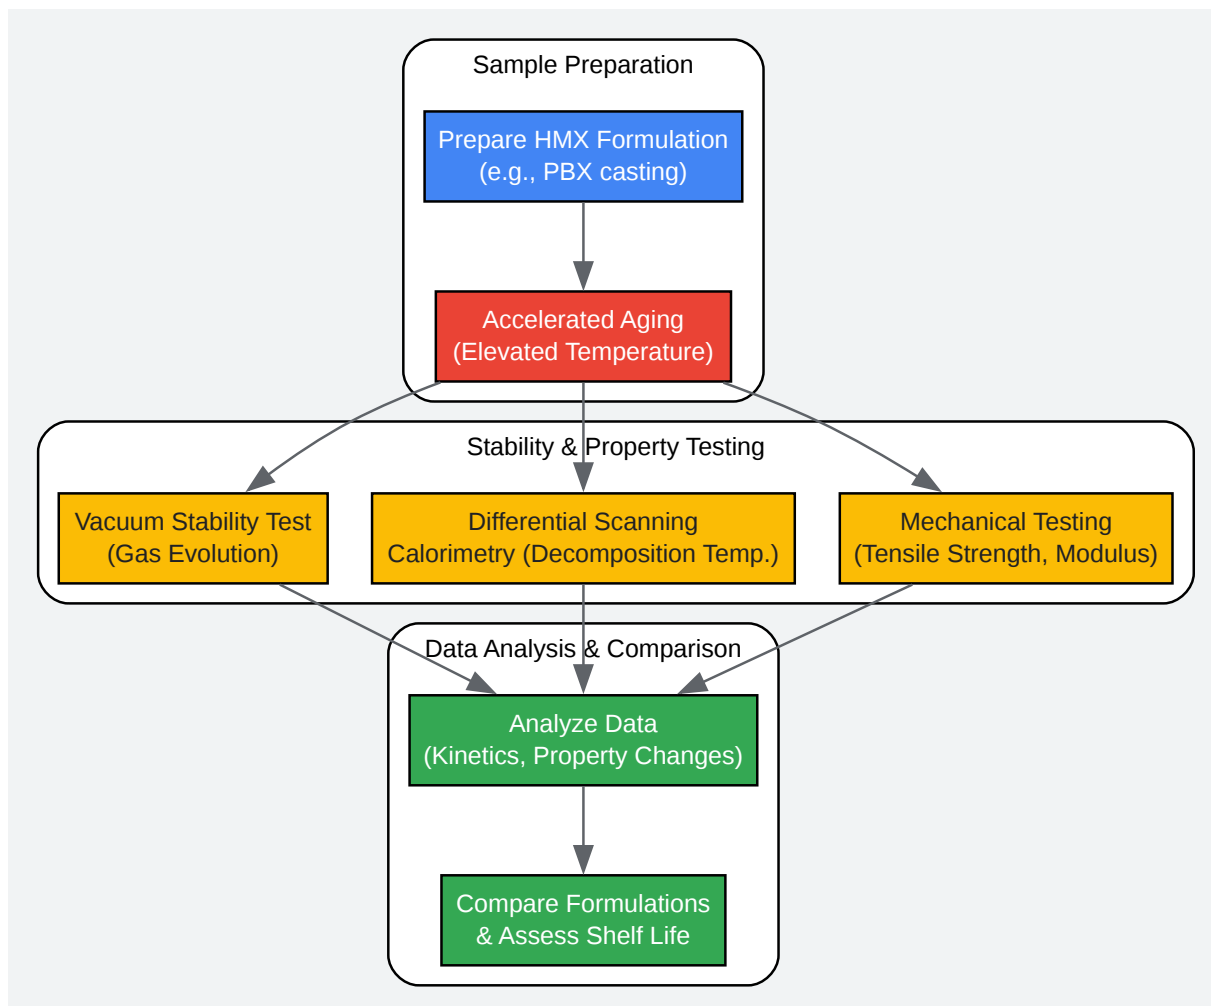 Sample Preparation
Prepare HMX Formulation
(e.g., PBX casting)
Accelerated Aging
(Elevated Temperature)
Stability & Property Testing
Vacuum Stability Test
(Gas Evolution)
Differential Scanning
Calorimetry (Decomposition Temp.)
Mechanical Testing
(Tensile Strength, Modulus)
Data Analysis & Comparison
Analyze Data
(Kinetics, Property Changes)
Compare Formulations
& Assess Shelf Life